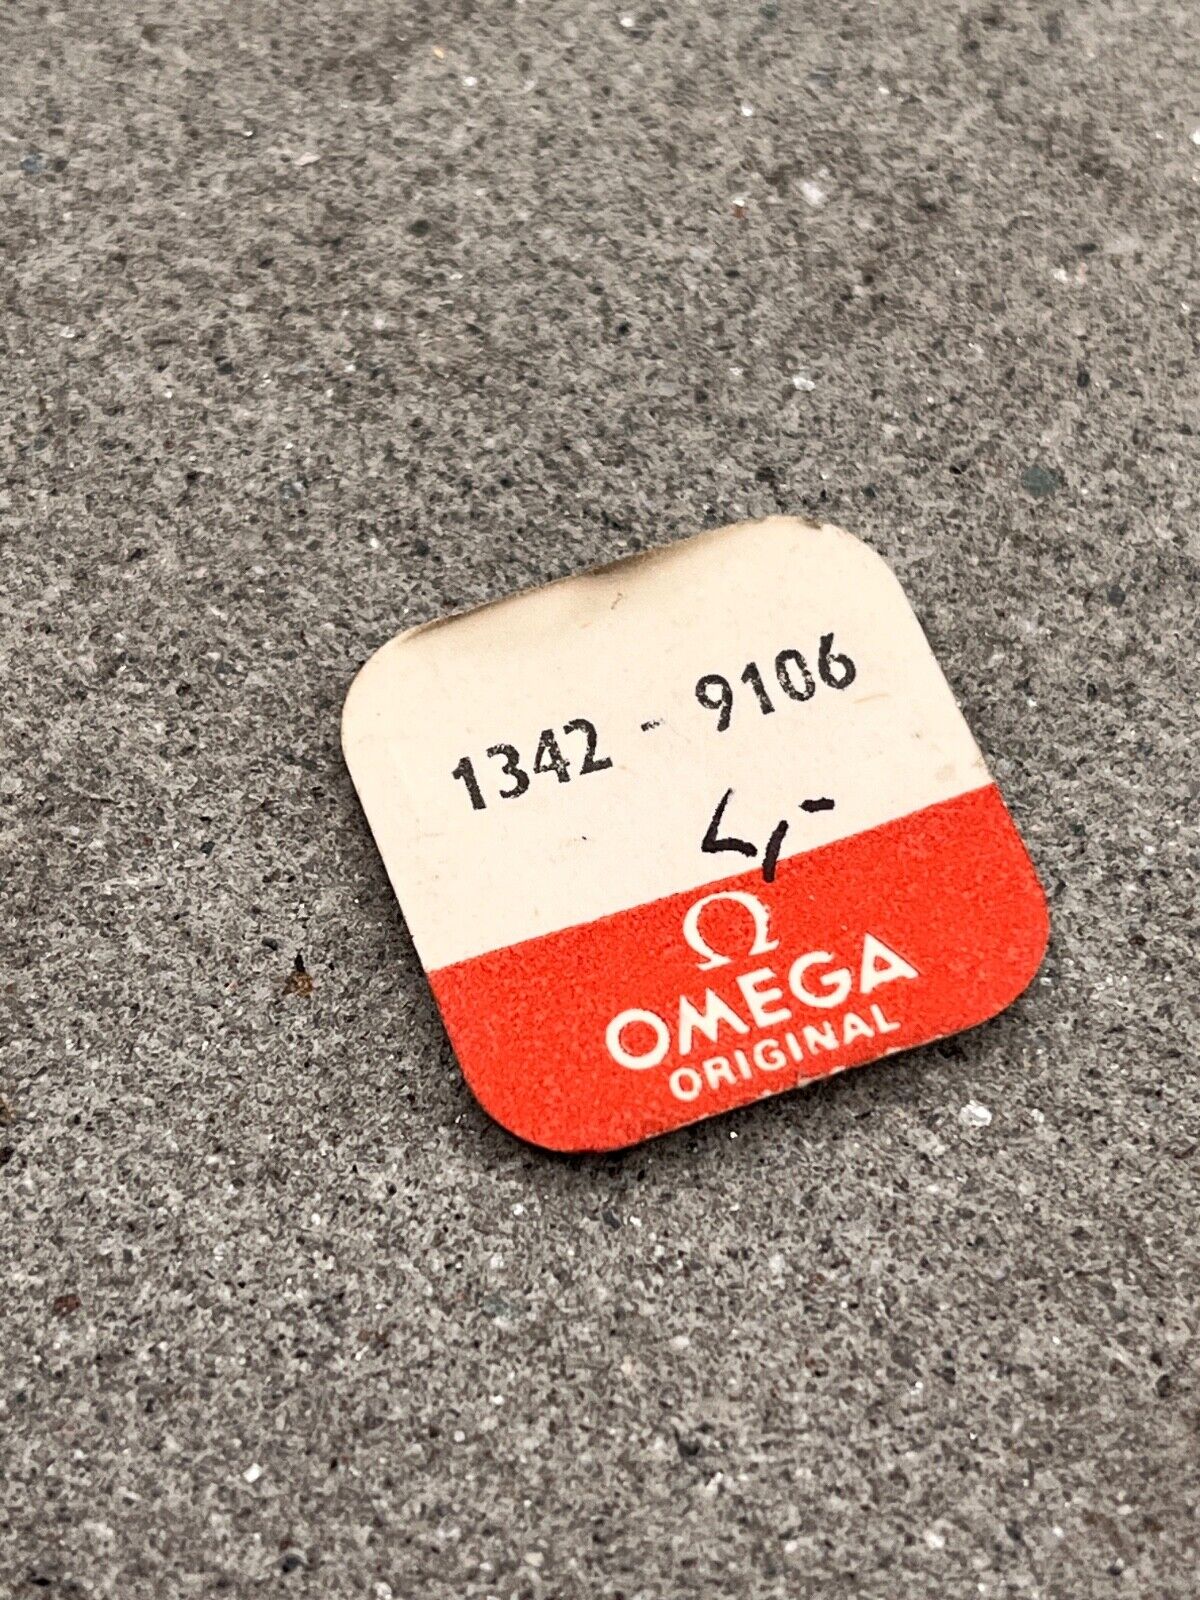 1342 - 9106
4,-
Ω
OMEGA
ORIGINAL